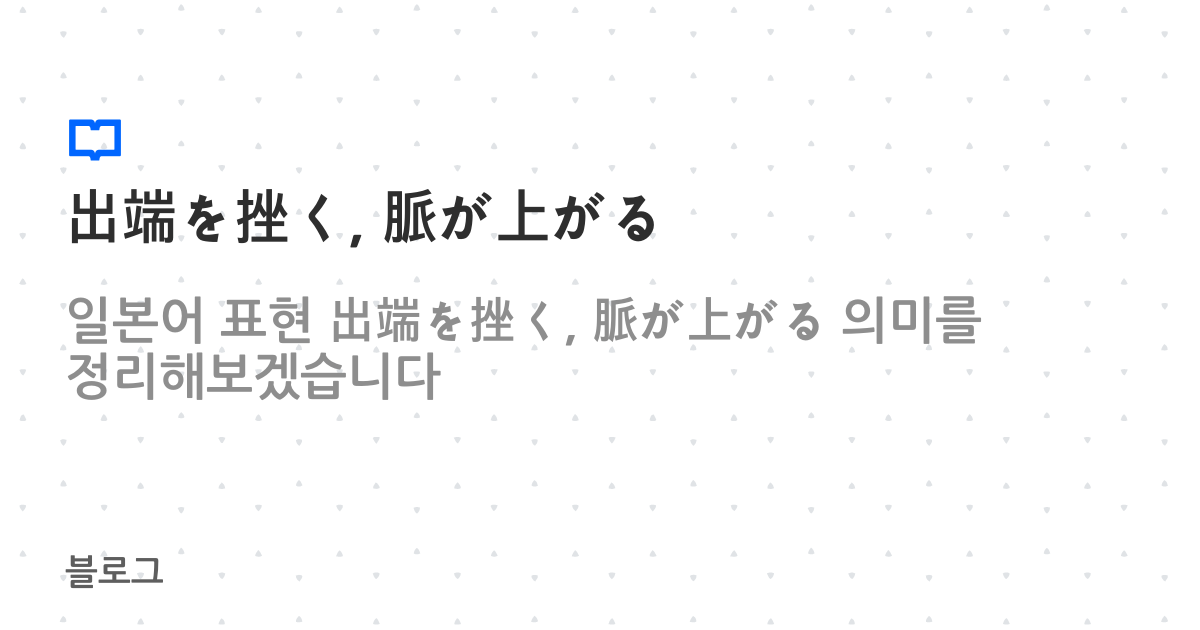 出端を挫く, 脈が上がる
일본어 표현 出端を挫く, 脈が上がる 의미를
정리해보겠습니다
블로그